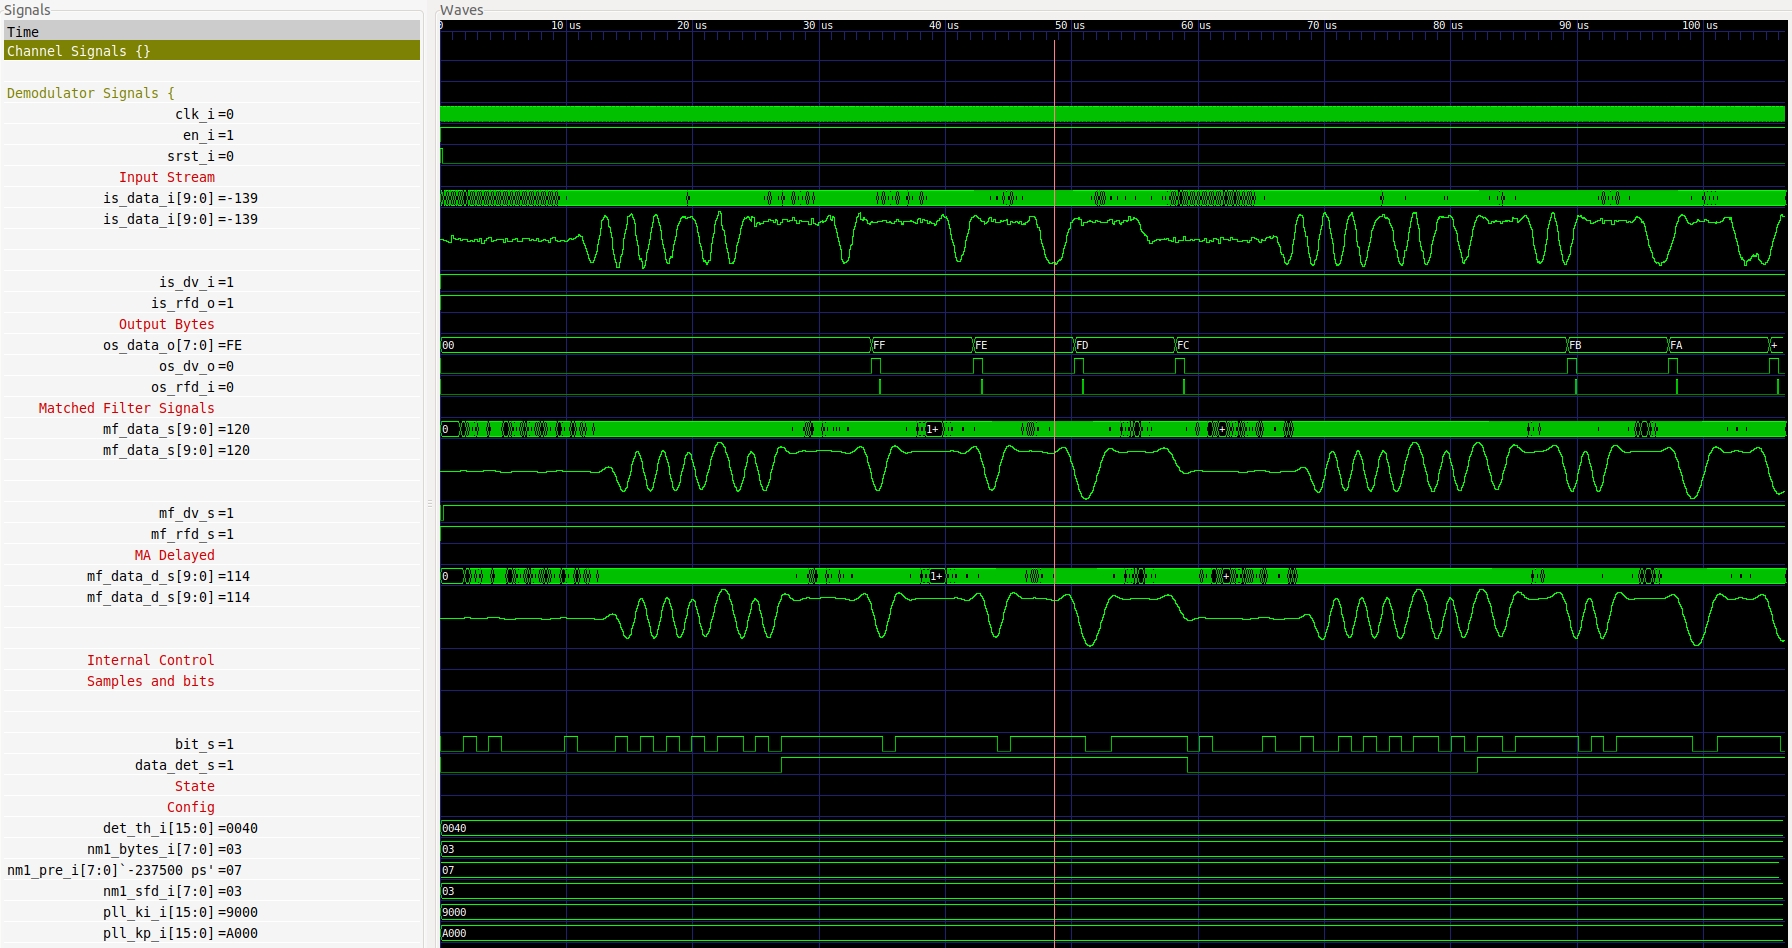 Signals
Waves
Time
0 10 us 20 us 30 us 40 us 50 us 60 us 70 us 80 us 90 us 100 us
Channel Signals {}
Demodulator Signals {
clk_i=0
en_i=1
srst_i=0
Input Stream
is_data_i[9:0]=-139
is_data_i[9:0]=-139
is_dv_i=1
is_rfd_o=1
Output Bytes
os_data_o[7:0]=FE 00 FF FE FD FC FB FA +
os_dv_o=0
os_rfd_i=0
Matched Filter Signals
mf_data_s[9:0]=120 0 1+ +
mf_data_s[9:0]=120
mf_dv_s=1
mf_rfd_s=1
MA Delayed
mf_data_d_s[9:0]=114 0 1+ +
mf_data_d_s[9:0]=114
Internal Control
Samples and bits
bit_s=1
data_det_s=1
State
Config
det_th_i[15:0]=0040 0040
nm1_bytes_i[7:0]=03 03
nm1_pre_i[7:0]`-237500 ps'=07 07
nm1_sfd_i[7:0]=03 03
pll_ki_i[15:0]=9000 9000
pll_kp_i[15:0]=A000 A000